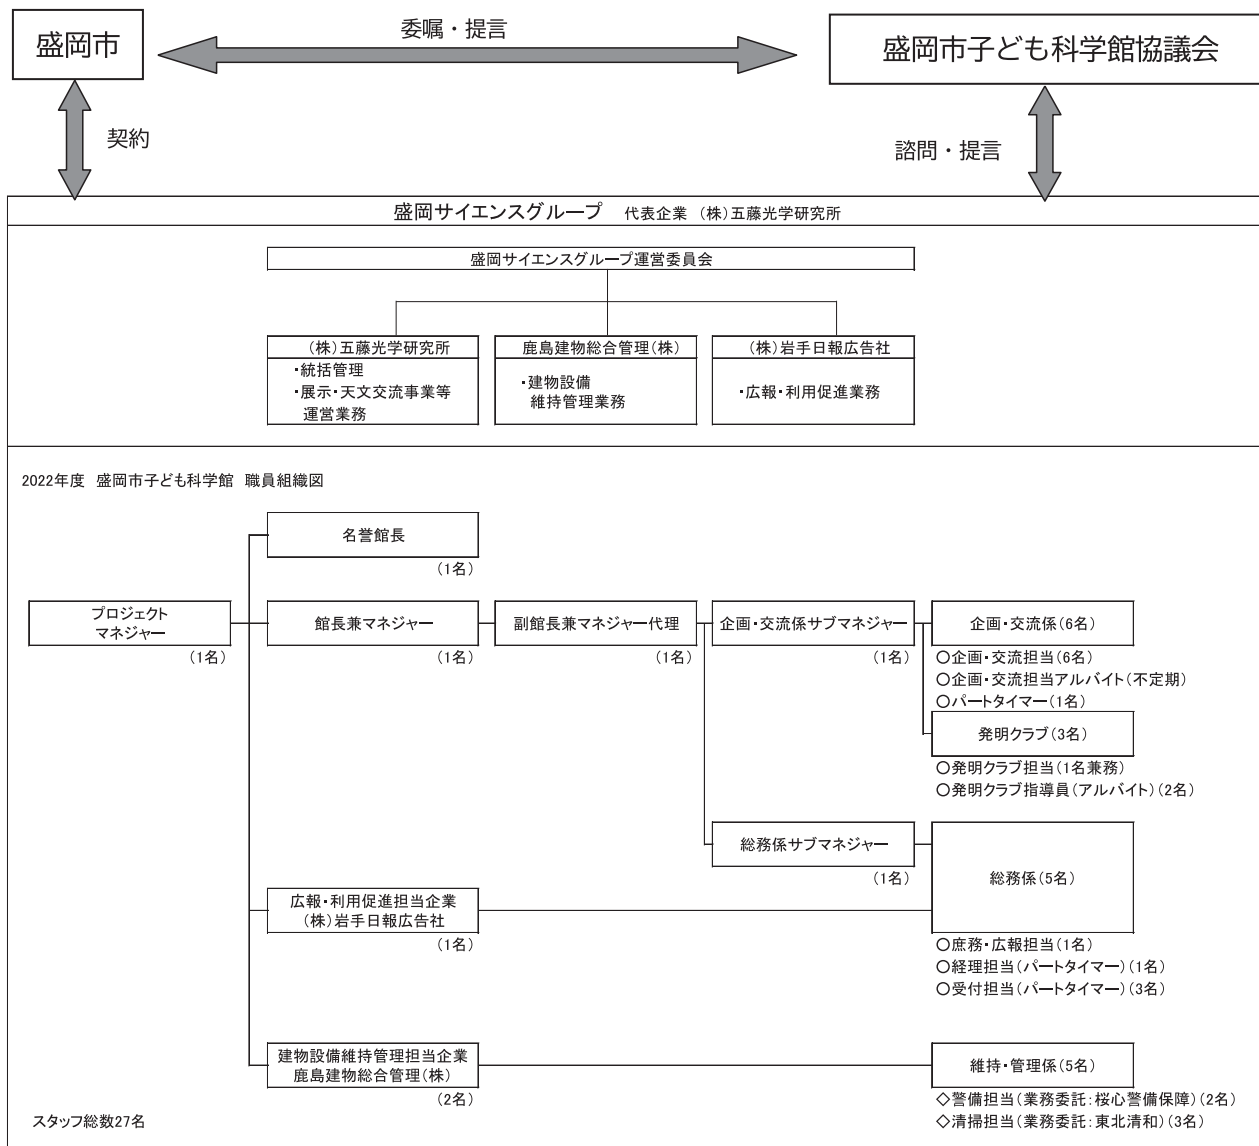 盛岡市
委嘱・提言
盛岡市子ども科学館協議会
契約
諮問・提言
盛岡サイエンスグループ 代表企業 (株)五藤光学研究所
盛岡サイエンスグループ運営委員会
(株)五藤光学研究所
・統括管理
・展示・天文交流事業等
運営業務
鹿島建物総合管理(株)
・建物設備
維持管理業務
(株)岩手日報広告社
・広報・利用促進業務
2022年度 盛岡市子ども科学館 職員組織図
名誉館長
(1名)
プロジェクト
マネジャー
(1名)
館長兼マネジャー
(1名)
副館長兼マネジャー代理
(1名)
企画・交流係サブマネジャー
(1名)
企画・交流係(6名)
○企画・交流担当(6名)
○企画・交流担当アルバイト(不定期)
○パートタイマー(1名)
発明クラブ(3名)
○発明クラブ担当(1名兼務)
○発明クラブ指導員(アルバイト)(2名)
総務係サブマネジャー
(1名)
総務係(5名)
広報・利用促進担当企業
(株)岩手日報広告社
(1名)
○庶務・広報担当(1名)
○経理担当(パートタイマー)(1名)
○受付担当(パートタイマー)(3名)
建物設備維持管理担当企業
鹿島建物総合管理(株)
(2名)
維持・管理係(5名)
◇警備担当(業務委託:桜心警備保障)(2名)
◇清掃担当(業務委託:東北清和)(3名)
スタッフ総数27名